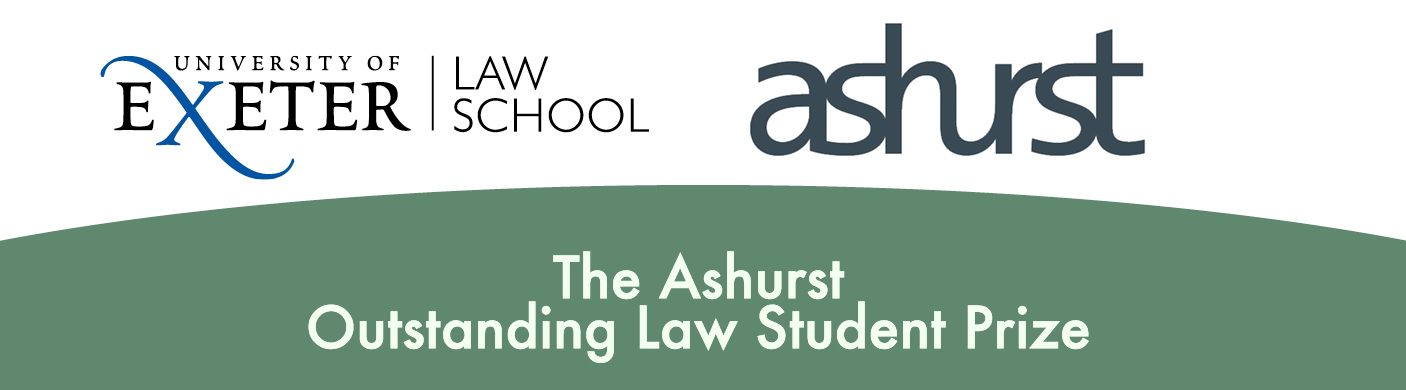 UNIVERSITY OF
EXETER
LAW
SCHOOL
ashurst
The Ashurst
Outstanding Law Student Prize